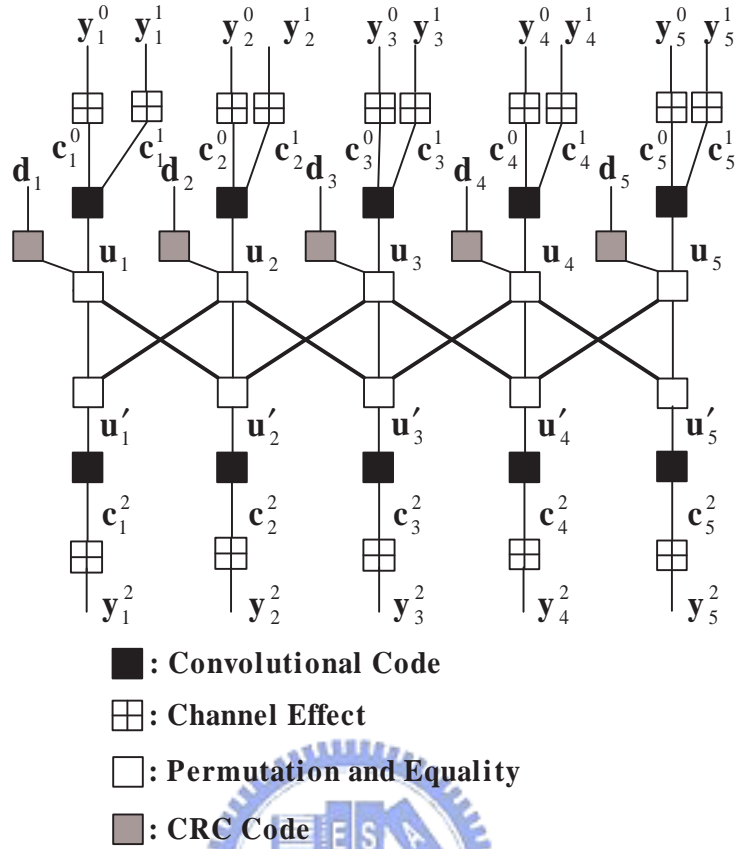 y₁⁰ y₁¹ y₂⁰ y₂¹ y₃⁰ y₃¹ y₄⁰ y₄¹ y₅⁰ y₅¹
c₁⁰ c₁¹ c₂⁰ c₂¹ c₃⁰ c₃¹ c₄⁰ c₄¹ c₅⁰ c₅¹
d₁ d₂ d₃ d₄ d₅
u₁ u₂ u₃ u₄ u₅
u′₁ u′₂ u′₃ u′₄ u′₅
c₁² c₂² c₃² c₄² c₅²
y₁² y₂² y₃² y₄² y₅²
: Convolutional Code
: Channel Effect
: Permutation and Equality
: CRC Code
E S A